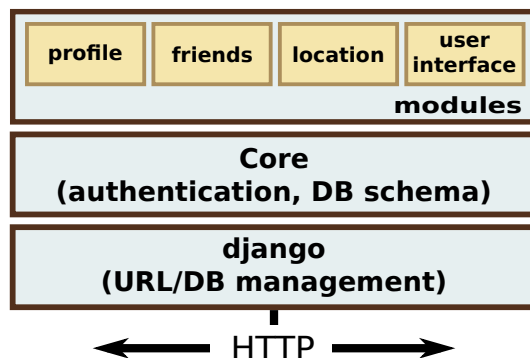 profile
friends
location
user
interface
modules
Core
(authentication, DB schema)
django
(URL/DB management)
HTTP